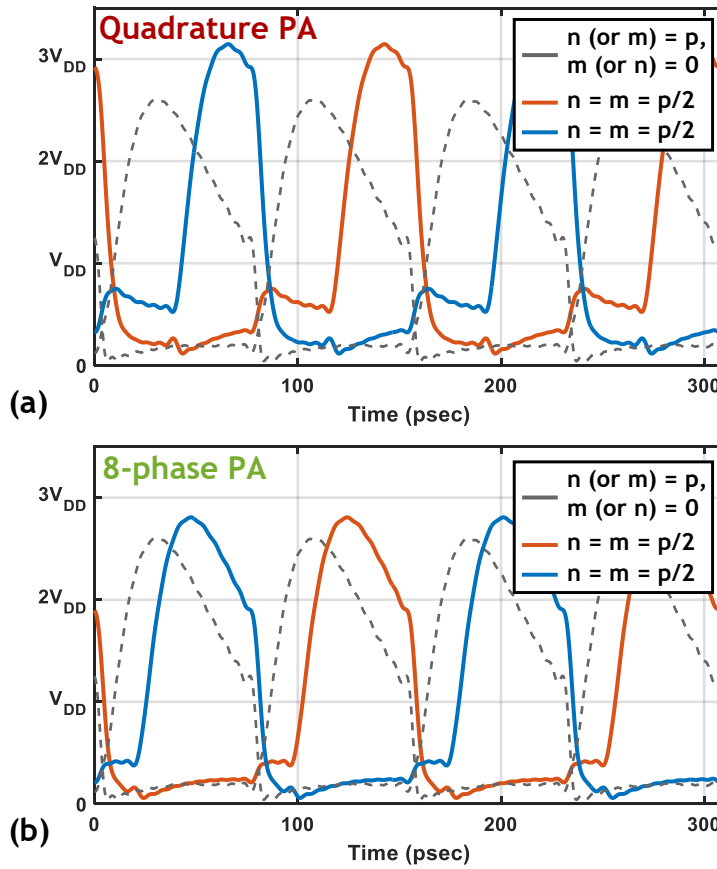 Quadrature PA
n (or m) = p,
m (or n) = 0
n = m = p/2
n = m = p/2
3VDD
2VDD
VDD
0
0
100
200
300
Time (psec)
(a)
8-phase PA
n (or m) = p,
m (or n) = 0
n = m = p/2
n = m = p/2
3VDD
2VDD
VDD
0
0
100
200
300
Time (psec)
(b)